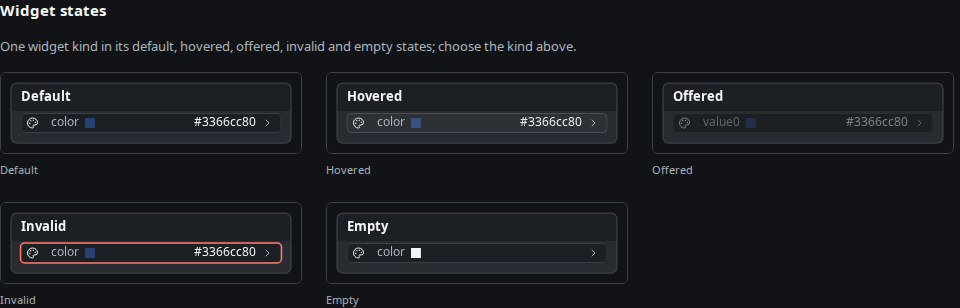 Widget states
One widget kind in its default, hovered, offered, invalid and empty states; choose the kind above.
Default
color #3366cc80
Default
Hovered
color #3366cc80
Hovered
Offered
value0 #3366cc80
Offered
Invalid
color #3366cc80
Invalid
Empty
color
Empty